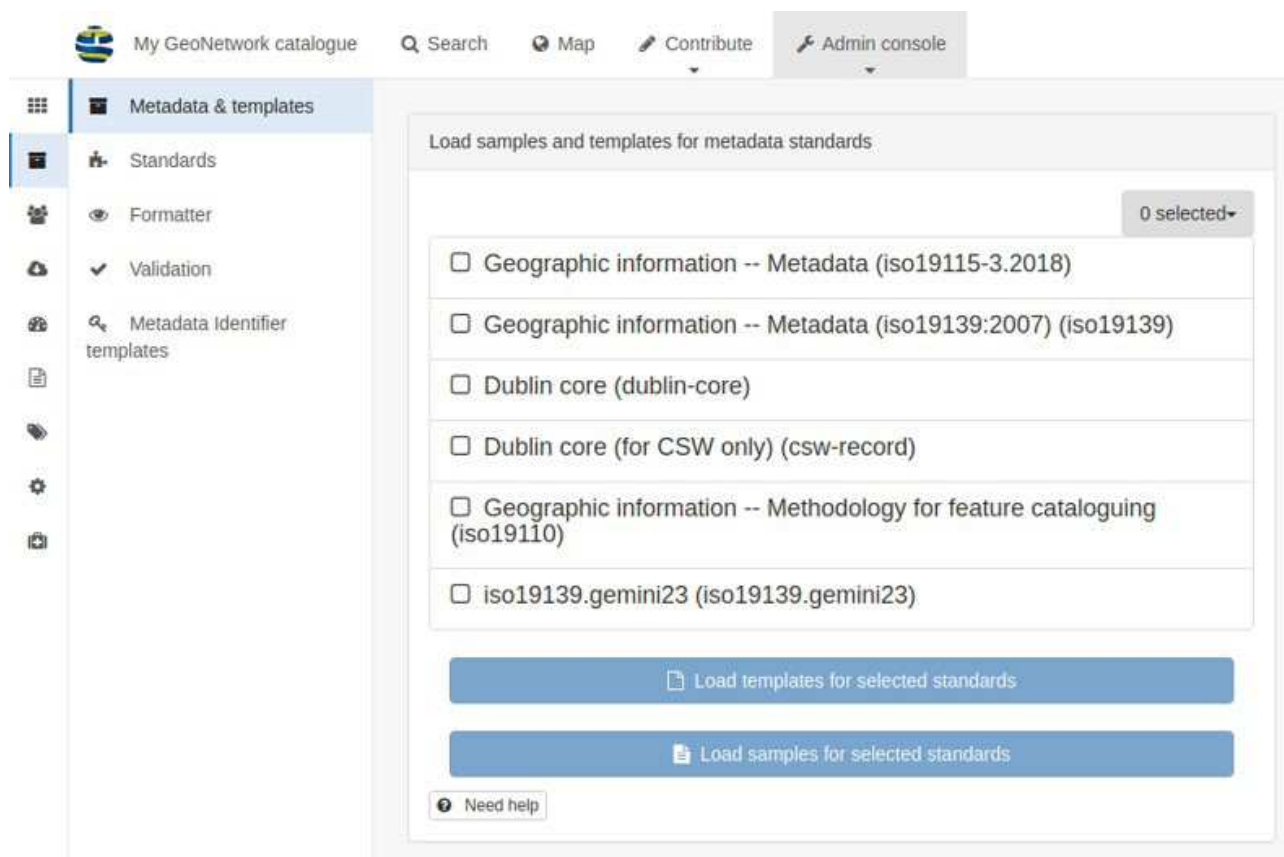 My GeoNetwork catalogue
Search
Map
Contribute
Admin console
Metadata & templates
Standards
Formatter
Validation
Metadata Identifier
templates
Load samples and templates for metadata standards
0 selected
Geographic information -- Metadata (iso19115-3.2018)
Geographic information -- Metadata (iso19139:2007) (iso19139)
Dublin core (dublin-core)
Dublin core (for CSW only) (csw-record)
Geographic information -- Methodology for feature cataloguing
(iso19110)
iso19139.gemini23 (iso19139.gemini23)
Load templates for selected standards
Load samples for selected standards
Need help